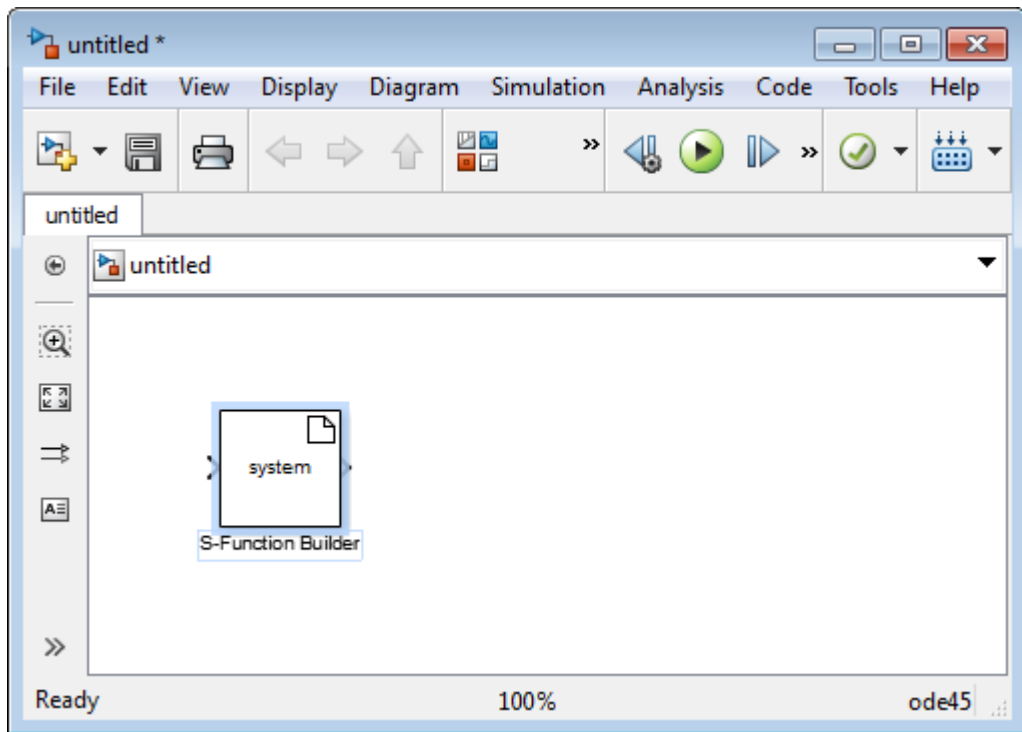 untitled *
File Edit View Display Diagram Simulation Analysis Code Tools Help
»
»
untitled
untitled
system
S-Function Builder
A
»
Ready 100% ode45